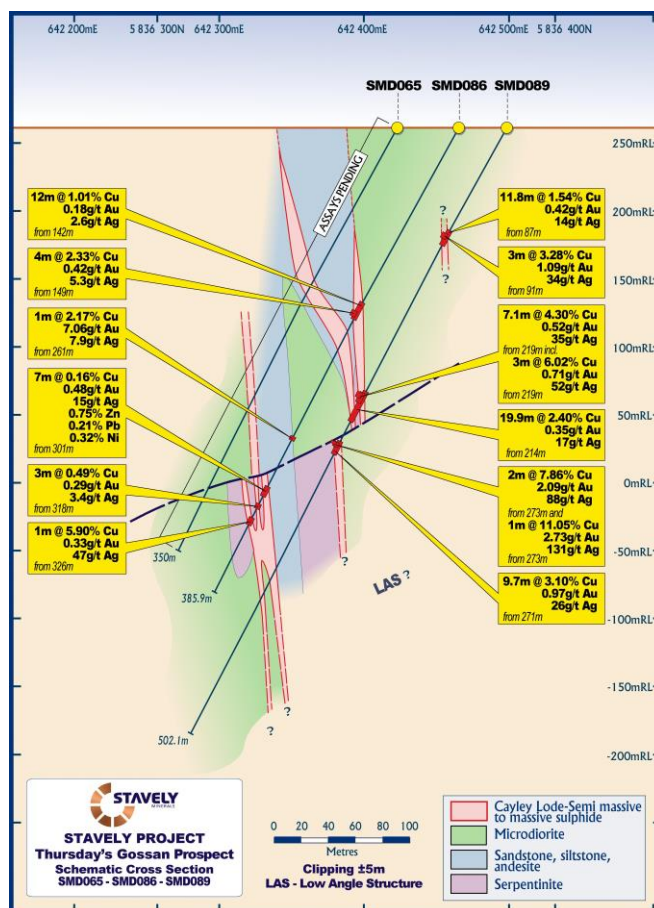 642 200mE
5 836 300N
642 300mE
642 400mE
642 500mE
5 836 400N
SMD065
SMD086
SMD089
250mRL
200mRL
150mRL
100mRL
50mRL
0mRL
-50mRL
-100mRL
-150mRL
-200mRL
ASSAYS PENDING
12m @ 1.01% Cu
0.18g/t Au
2.6g/t Ag
from 142m
4m @ 2.33% Cu
0.42g/t Au
5.3g/t Ag
from 149m
1m @ 2.17% Cu
7.06g/t Au
7.9g/t Ag
from 261m
7m @ 0.16% Cu
0.48g/t Au
15g/t Ag
0.75% Zn
0.21% Pb
0.32% Ni
from 301m
3m @ 0.49% Cu
0.29g/t Au
3.4g/t Ag
from 318m
1m @ 5.90% Cu
0.33g/t Au
47g/t Ag
from 326m
11.8m @ 1.54% Cu
0.42g/t Au
14g/t Ag
from 87m
3m @ 3.28% Cu
1.09g/t Au
34g/t Ag
from 91m
7.1m @ 4.30% Cu
0.52g/t Au
35g/t Ag
from 219m incl.
3m @ 6.02% Cu
0.71g/t Au
52g/t Ag
from 219m
19.9m @ 2.40% Cu
0.35g/t Au
17g/t Ag
from 214m
2m @ 7.86% Cu
2.09g/t Au
88g/t Ag
from 273m and
1m @ 11.05% Cu
2.73g/t Au
131g/t Ag
from 273m
9.7m @ 3.10% Cu
0.97g/t Au
26g/t Ag
from 271m
?
?
350m
385.9m
502.1m
?
LAS ?
?
?
STAVELY
MINERALS
STAVELY PROJECT
Thursday's Gossan Prospect
Schematic Cross Section
SMD065 - SMD086 - SMD089
0 20 40 60 80 100
Metres
Clipping ±5m
LAS - Low Angle Structure
Cayley Lode-Semi massive
to massive sulphide
Microdiorite
Sandstone, siltstone,
andesite
Serpentinite